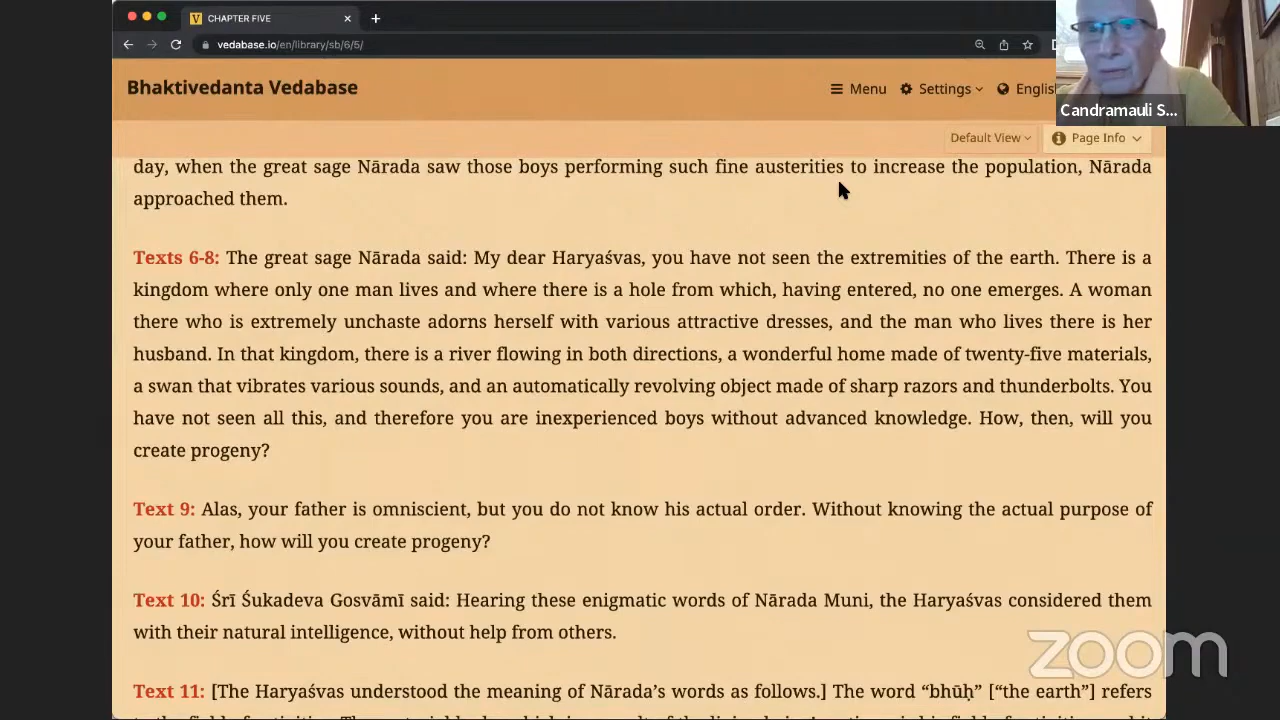 CHAPTER FIVE
vedabase.io/en/library/sb/6/5/
Bhaktivedanta Vedabase
Menu
Settings
English
Candramauli S...
Default View
Page Info
day, when the great sage Nārada saw those boys performing such fine austerities to increase the population, Nārada
approached them.
Texts 6-8: The great sage Nārada said: My dear Haryaśvas, you have not seen the extremities of the earth. There is a
kingdom where only one man lives and where there is a hole from which, having entered, no one emerges. A woman
there who is extremely unchaste adorns herself with various attractive dresses, and the man who lives there is her
husband. In that kingdom, there is a river flowing in both directions, a wonderful home made of twenty-five materials,
a swan that vibrates various sounds, and an automatically revolving object made of sharp razors and thunderbolts. You
have not seen all this, and therefore you are inexperienced boys without advanced knowledge. How, then, will you
create progeny?
Text 9: Alas, your father is omniscient, but you do not know his actual order. Without knowing the actual purpose of
your father, how will you create progeny?
Text 10: Śrī Śukadeva Gosvāmī said: Hearing these enigmatic words of Nārada Muni, the Haryaśvas considered them
with their natural intelligence, without help from others.
zoom
Text 11: [The Haryaśvas understood the meaning of Nārada’s words as follows.] The word “bhūḥ” [“the earth”] refers